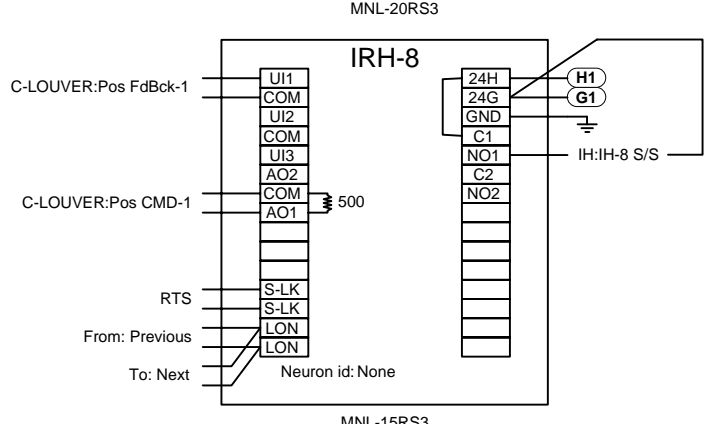 MNL-20RS3
IRH-8
C-LOUVER:Pos FdBck-1
UI1
COM
UI2
COM
UI3
AO2
COM
AO1
C-LOUVER:Pos CMD-1
500
S-LK
S-LK
LON
LON
RTS
From: Previous
To: Next
Neuron id: None
24H
24G
GND
C1
NO1
C2
NO2
H1
G1
IH:IH-8 S/S
MNL-15RS3